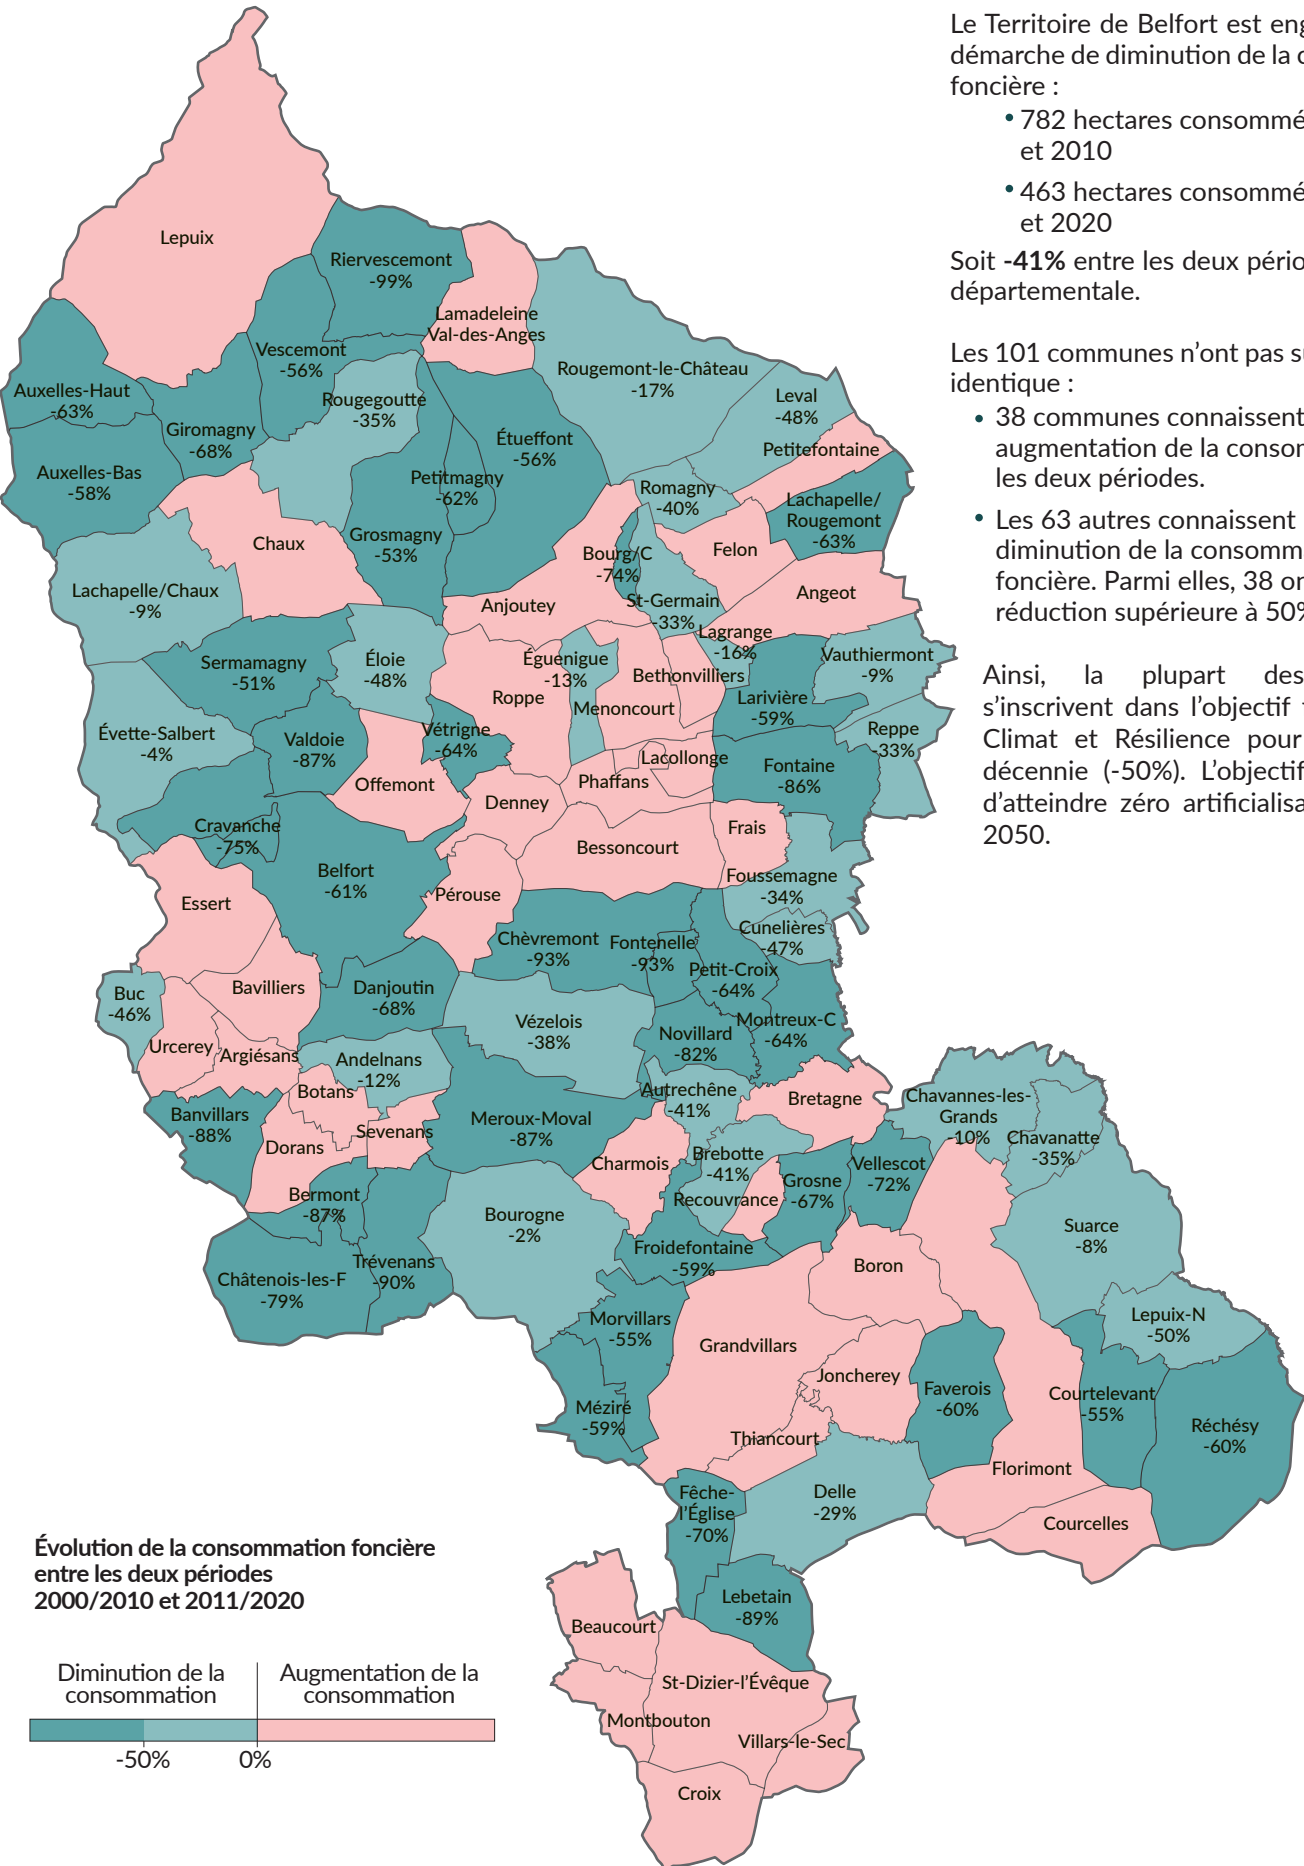 Le Territoire de Belfort est eng
démarche de diminution de la c
foncière :
• 782 hectares consommé
et 2010
• 463 hectares consommé
et 2020
Soit -41% entre les deux pério
départementale.
Les 101 communes n'ont pas su
identique :
• 38 communes connaissent
augmentation de la conso
les deux périodes.
• Les 63 autres connaissent
diminution de la consomm
foncière. Parmi elles, 38 on
réduction supérieure à 50%
Ainsi, la plupart des
s'inscrivent dans l'objectif
Climat et Résilience pour
décennie (-50%). L'objectif
d'atteindre zéro artificialisa
2050.
Lepuix
Riervescemont
-99%
Lamadeleine
Val-des-Anges
Vescemont
-56%
Rougemont-le-Château
-17%
Auxelles-Haut
-63%
Rougegoutte
-35%
Leval
-48%
Giromagny
-68%
Étueffont
-56%
Petitefontaine
Auxelles-Bas
-58%
Petitmagny
-62%
Romagny
-40%
Lachapelle/
Rougemont
-63%
Chaux
Grosmagny
-53%
Bourg/C
-74%
Felon
Lachapelle/Chaux
-9%
Anjoutey
St-Germain
-33%
Angeot
Lagrange
-16%
Sermamagny
-51%
Éloie
-48%
Éguenigue
-13%
Roppe
Bethonvilliers
Vauthiermont
-9%
Menoncourt
Larivière
-59%
Évette-Salbert
-4%
Valdoie
-87%
Vétrigne
-64%
Reppe
-33%
Lacollonge
Fontaine
-86%
Offemont
Phaffans
Denney
Cravanche
-75%
Frais
Bessoncourt
Belfort
-61%
Foussemagne
-34%
Essert
Pérouse
Cunelières
-47%
Chèvremont
-93%
Fontenelle
-93%
Petit-Croix
-64%
Buc
-46%
Bavilliers
Danjoutin
-68%
Vézelois
-38%
Montreux-C
-64%
Novillard
-82%
Urcerey
Argiésans
Andelnans
-12%
Botans
Autrechêne
-41%
Bretagne
Chavannes-les-
Grands
-10%
Banvillars
-88%
Sevenans
Meroux-Moval
-87%
Chavanatte
-35%
Dorans
Brebotte
-41%
Charmois
Vellescot
-72%
Bermont
-87%
Recouvrance
Grosne
-67%
Bourogne
-2%
Suarce
-8%
Froidefontaine
-59%
Trévenans
-90%
Boron
Châtenois-les-F
-79%
Morvillars
-55%
Lepuix-N
-50%
Grandvillars
Joncherey
Faverois
-60%
Courtelevant
-55%
Méziré
-59%
Réchésy
-60%
Thiancourt
Florimont
Fêche-
l'Église
-70%
Delle
-29%
Courcelles
Lebetain
-89%
Beaucourt
St-Dizier-l'Évêque
Montbouton
Villars-le-Sec
Croix
Évolution de la consommation foncière
entre les deux périodes
2000/2010 et 2011/2020
Diminution de la
consommation
Augmentation de la
consommation
-50%
0%